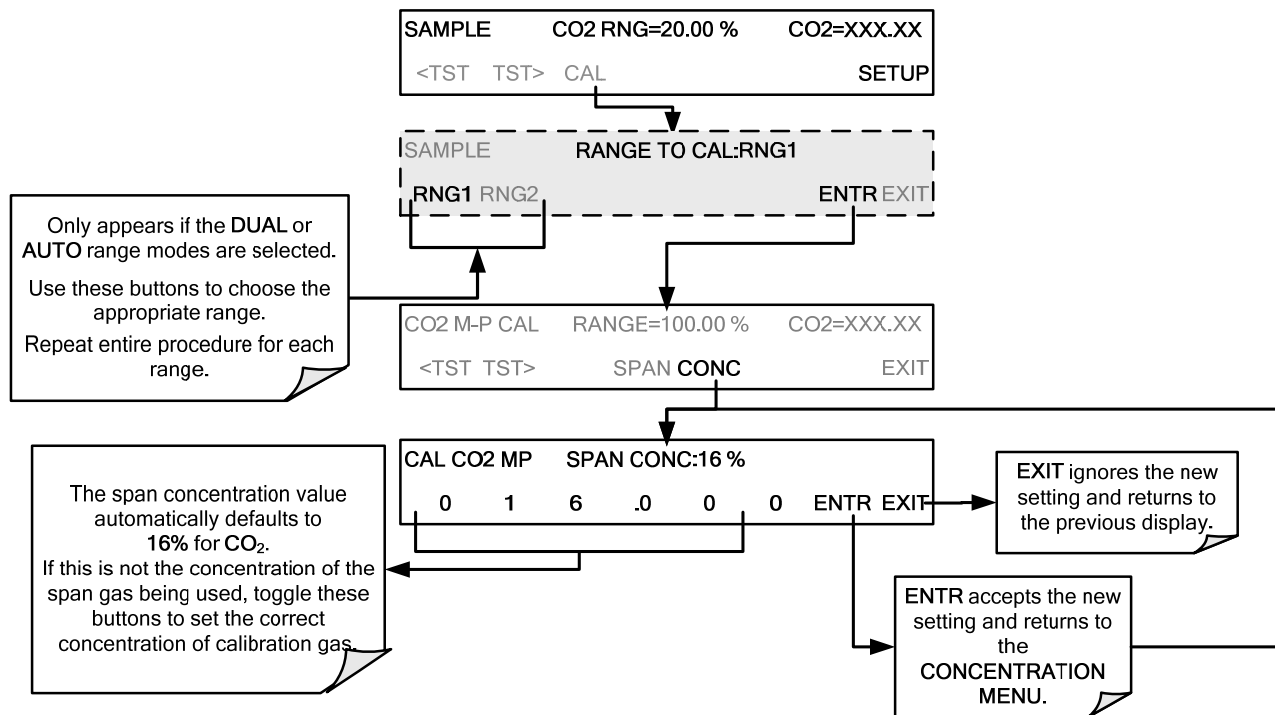 SAMPLE CO2 RNG=20.00 % CO2=XXX.XX
<TST TST> CAL SETUP
SAMPLE RANGE TO CAL:RNG1
RNG1 RNG2 ENTR EXIT
Only appears if the DUAL or
AUTO range modes are selected.
Use these buttons to choose the
appropriate range.
Repeat entire procedure for each
range.
CO2 M-P CAL RANGE=100.00 % CO2=XXX.XX
<TST TST> SPAN CONC EXIT
CAL CO2 MP SPAN CONC:16 %
0 1 6 .0 0 0 ENTR EXIT
The span concentration value
automatically defaults to
16% for CO₂.
If this is not the concentration of the
span gas being used, toggle these
buttons to set the correct
concentration of calibration gas.
EXIT ignores the new
setting and returns to
the previous display.
ENTR accepts the new
setting and returns to
the
CONCENTRATION
MENU.